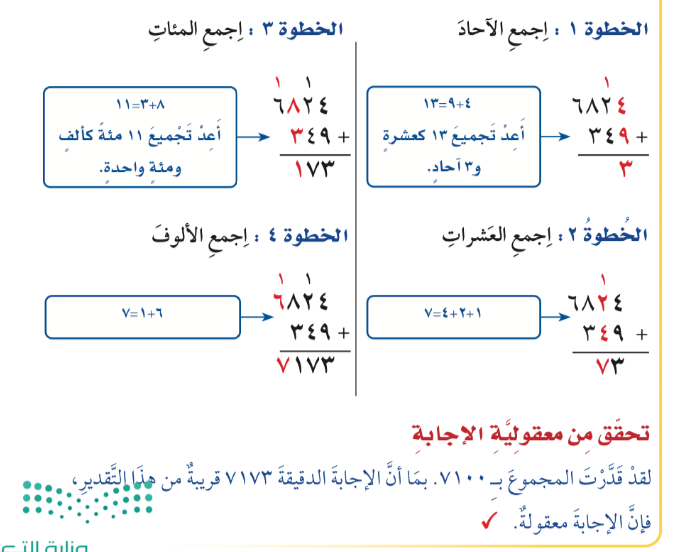 الخطوة ١ : اِجمعِ الآحادَ
١
٦٨٢٤
٣٤٩ +
٣
٤+٩=١٣
أَعِدْ تَجميعَ ١٣ كعشرةٍ
و٣ آحادٍ.
الخُطوةُ ٢ : اِجمعِ العَشراتِ
١
٦٨٢٤
٣٤٩ +
٧٣
١+٢+٤=٧
الخطوة ٣ : اِجمعِ المئاتِ
١ ١
٦٨٢٤
٣٤٩ +
١٧٣
٨+٣=١١
أَعِدْ تَجْميعَ ١١ مئةً كألفٍ
ومئةٍ واحدةٍ.
الخطوة ٤ : اِجمعِ الألوفَ
١ ١
٦٨٢٤
٣٤٩ +
٧١٧٣
٦+١=٧
تحقّق مِن معقوليَّةِ الإجابةِ
لقدْ قَدَّرْتَ المجموعَ بـِ ٧١٠٠. بمَا أنَّ الإجابةَ الدقيقةَ ٧١٧٣ قريبةٌ من هذَا التَّقديرِ،
فإنَّ الإجابةَ معقولةٌ. ✓